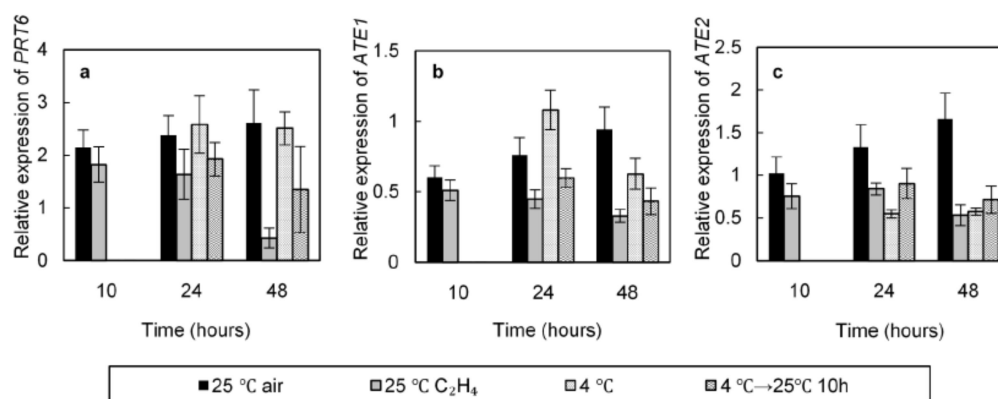 Relative expression of PRT6
a
4
3
2
1
0
10 24 48
Time (hours)
Relative expression of ATE1
b
1.5
1
0.5
0
10 24 48
Time (hours)
Relative expression of ATE2
c
2.5
2
1.5
1
0.5
0
10 24 48
Time (hours)
25 ℃ air 25 ℃ C₂H₄ 4 ℃ 4 ℃→25℃ 10h